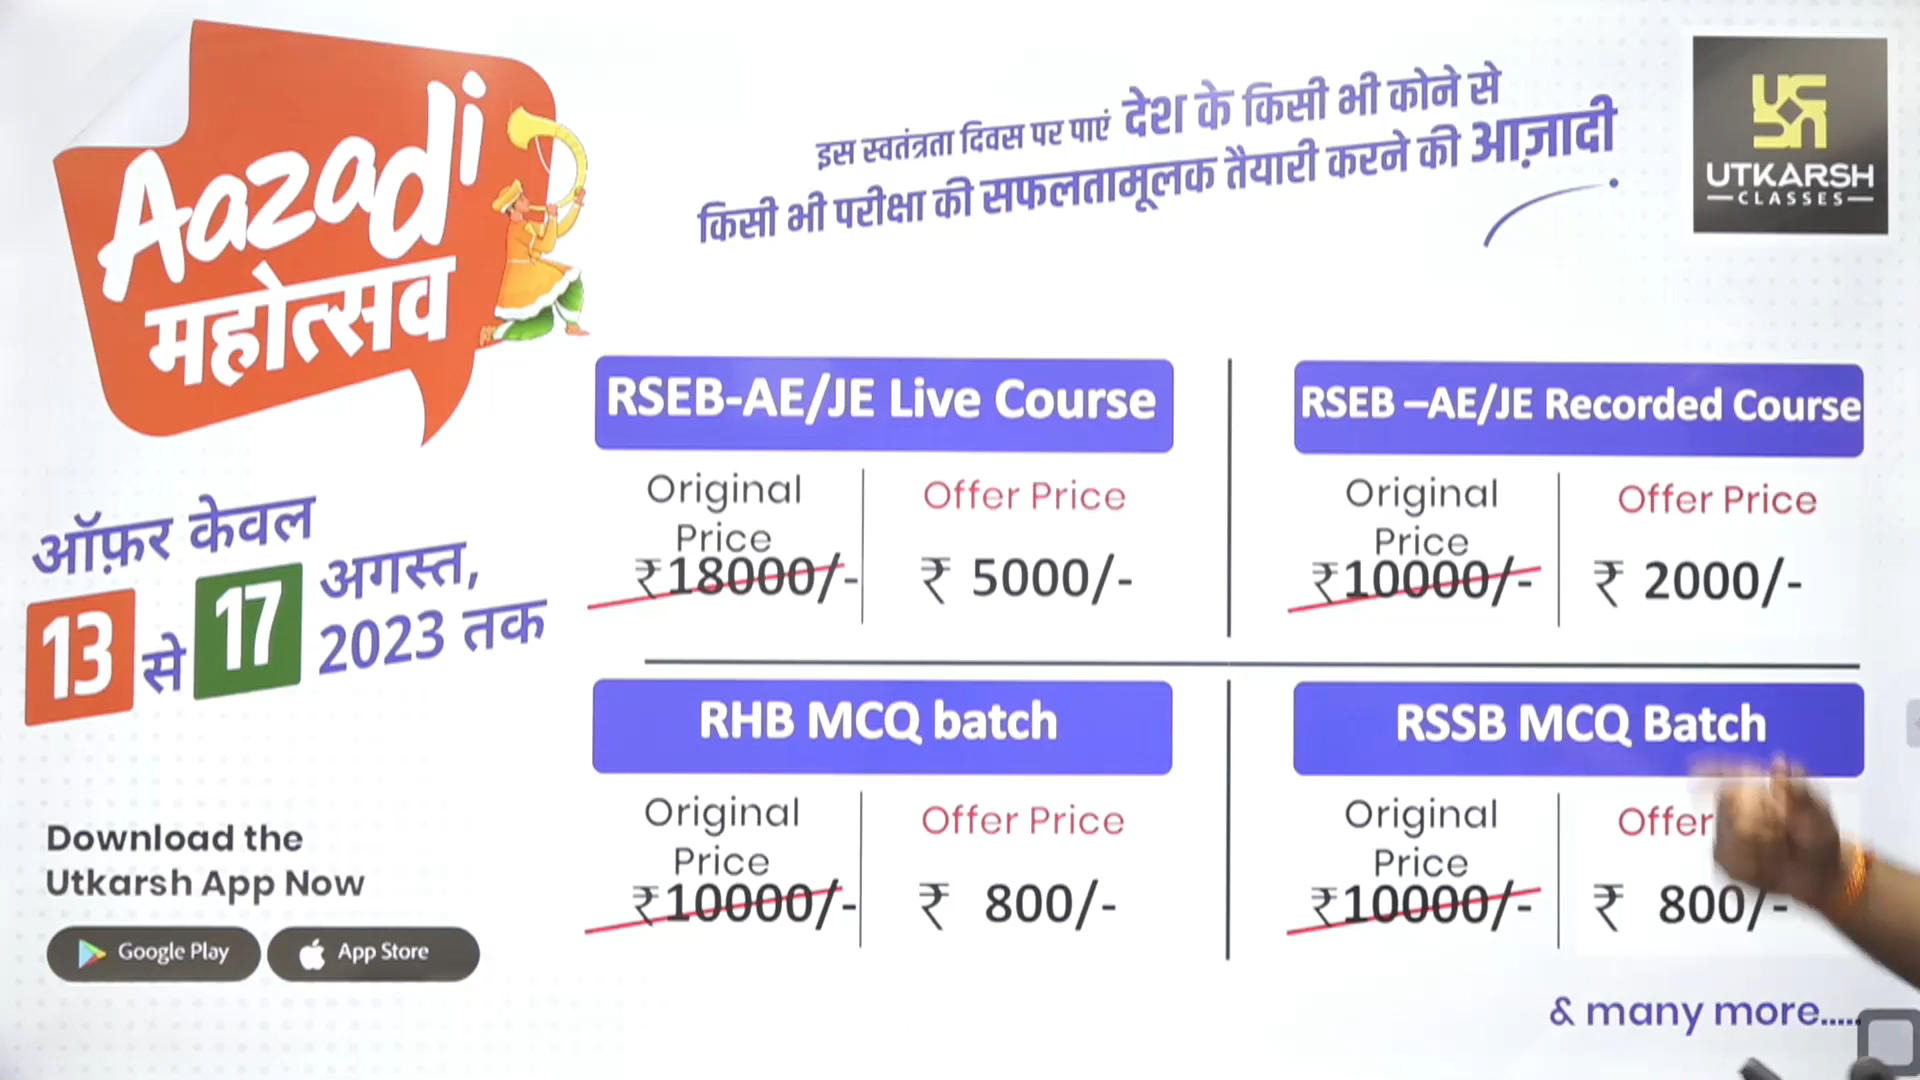 Aazadi
महोत्सव
इस स्वतंत्रता दिवस पर पाएं देश के किसी भी कोने से
किसी भी परीक्षा की सफलतामूलक तैयारी करने की आज़ादी
UTKARSH
CLASSES
ऑफ़र केवल
13 से 17 अगस्त,
2023 तक
RSEB-AE/JE Live Course
Original
Price
₹18000/-
Offer Price
₹ 5000/-
RSEB –AE/JE Recorded Course
Original
Price
₹10000/-
Offer Price
₹ 2000/-
RHB MCQ batch
Original
Price
₹10000/-
Offer Price
₹ 800/-
RSSB MCQ Batch
Original
Price
₹10000/-
Offer
₹ 800/-
Download the
Utkarsh App Now
Google Play
App Store
& many more.....